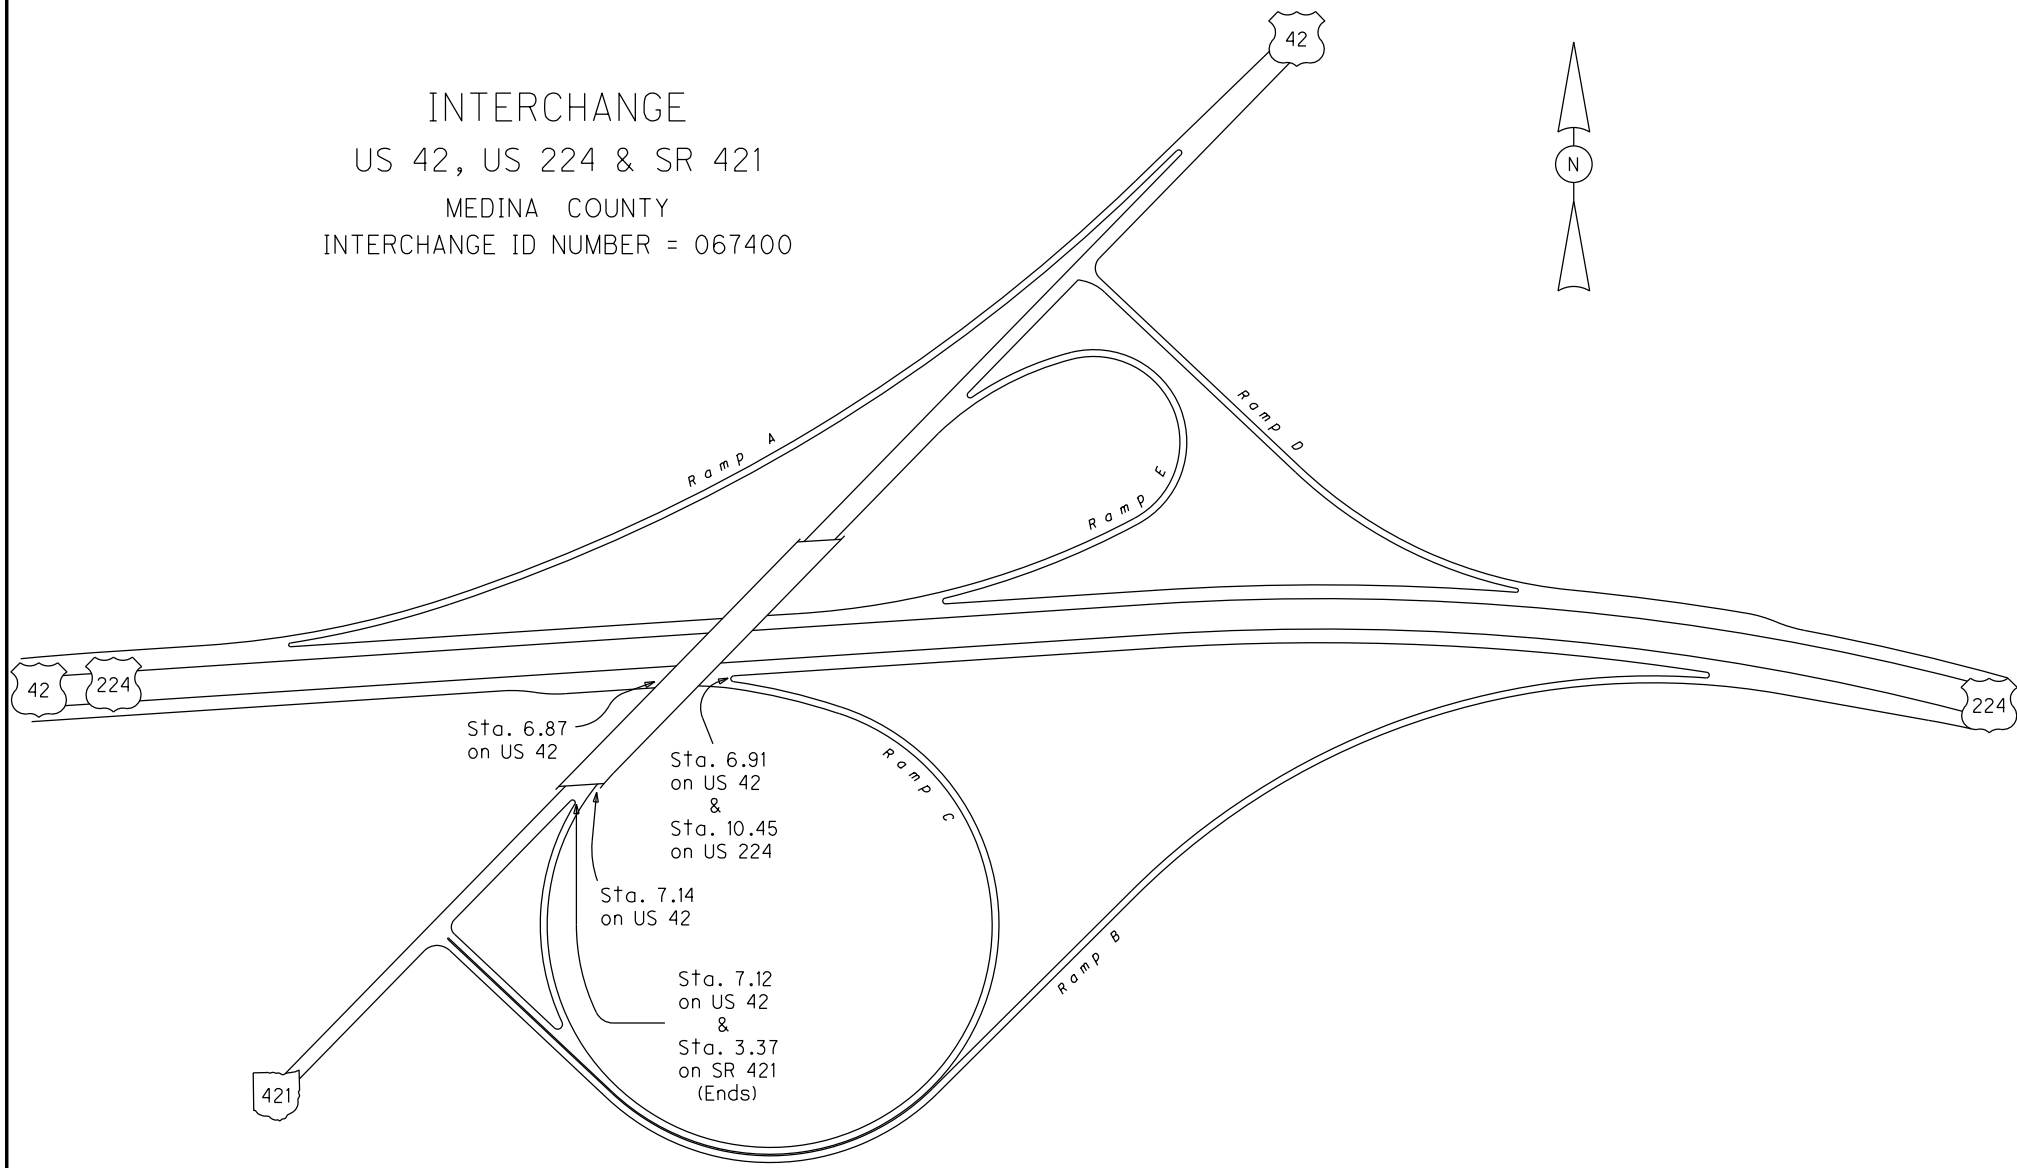 42
INTERCHANGE
US 42, US 224 & SR 421
MEDINA COUNTY
INTERCHANGE ID NUMBER = 067400
N
Ramp A
Ramp D
Ramp E
42
224
224
Sta. 6.87
on US 42
Sta. 6.91
on US 42
&
Sta. 10.45
on US 224
Ramp C
Sta. 7.14
on US 42
Ramp B
Sta. 7.12
on US 42
&
Sta. 3.37
on SR 421
(Ends)
421